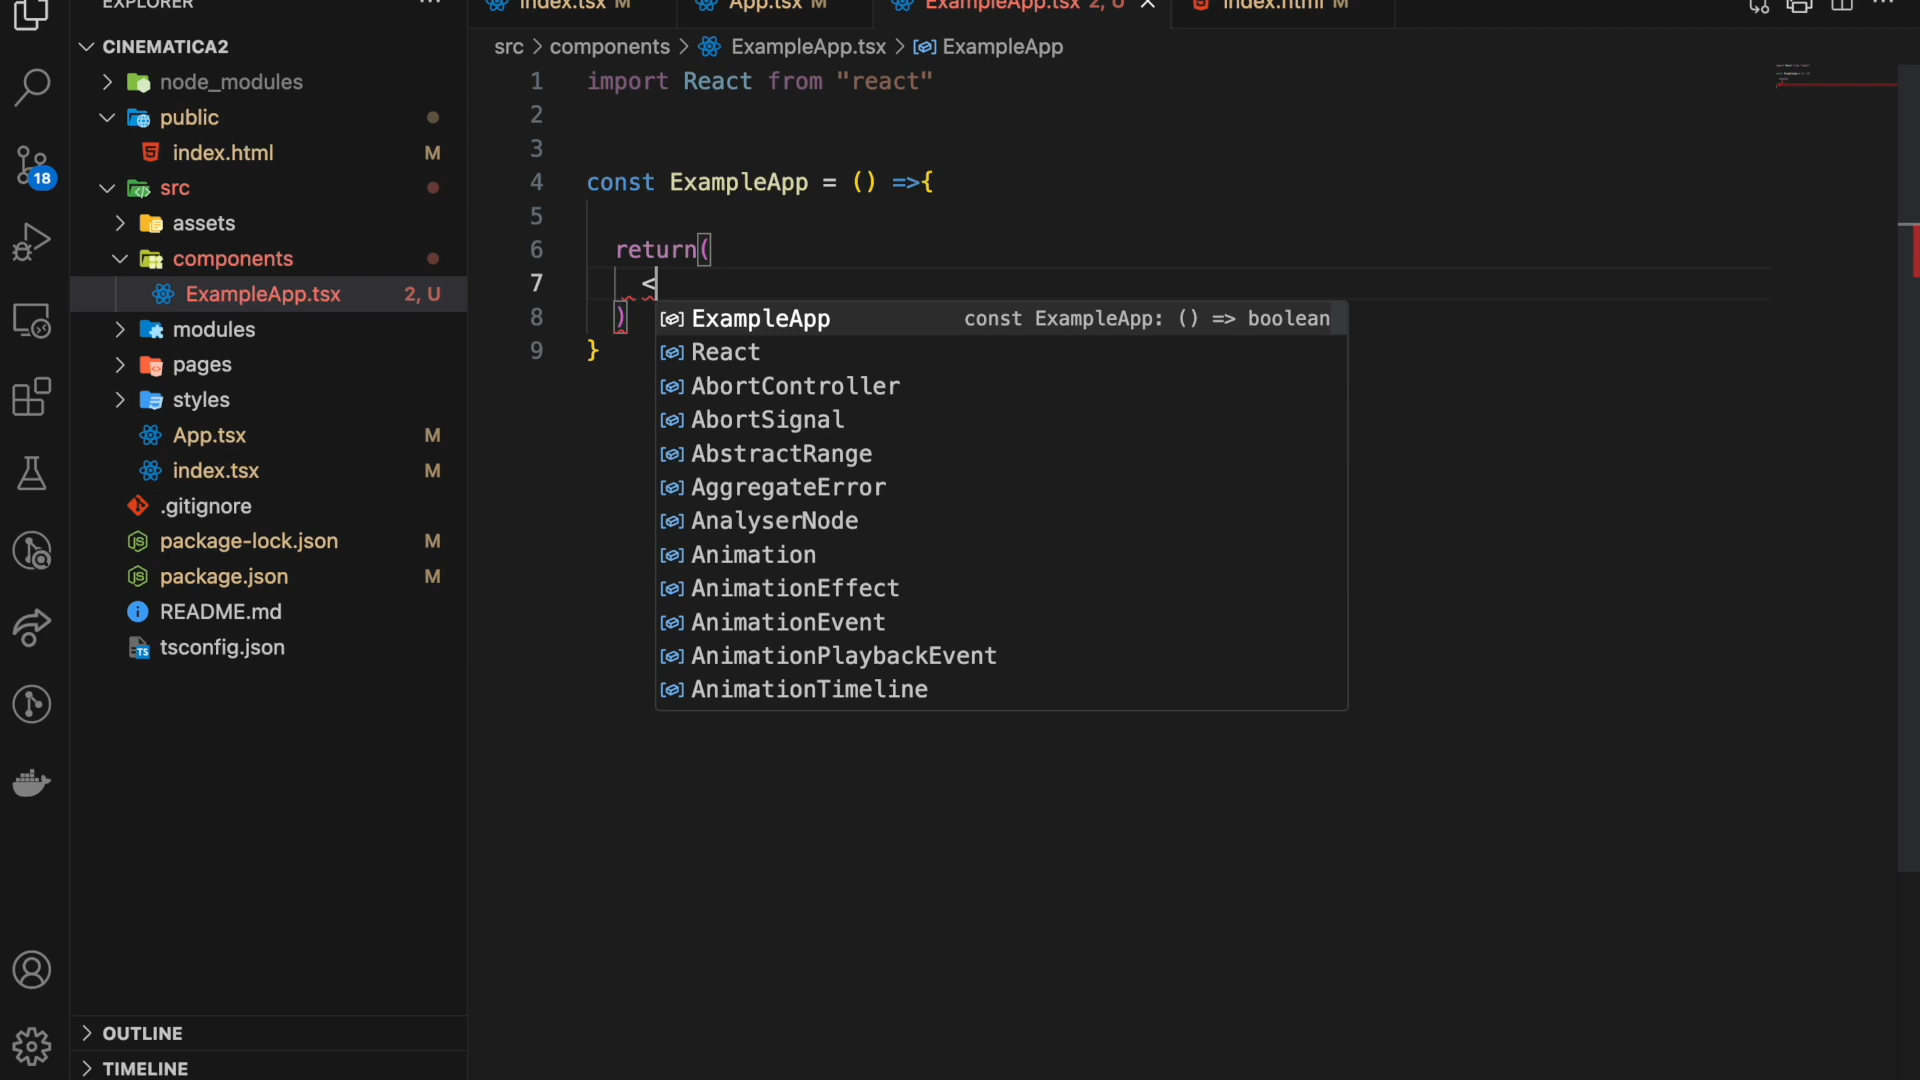 EXPLORER
index.tsx M
App.tsx M
ExampleApp.tsx 2, U
index.html M
CINEMATICA2
src > components > ExampleApp.tsx > ExampleApp
node_modules
public
index.html M
src
assets
components
ExampleApp.tsx 2, U
modules
pages
styles
App.tsx M
index.tsx M
.gitignore
package-lock.json M
package.json M
README.md
tsconfig.json
OUTLINE
TIMELINE
18
1 import React from "react"
2
3
4 const ExampleApp = () =>{
5
6 return(
7 <
8 )
9 }
ExampleApp const ExampleApp: () => boolean
React
AbortController
AbortSignal
AbstractRange
AggregateError
AnalyserNode
Animation
AnimationEffect
AnimationEvent
AnimationPlaybackEvent
AnimationTimeline